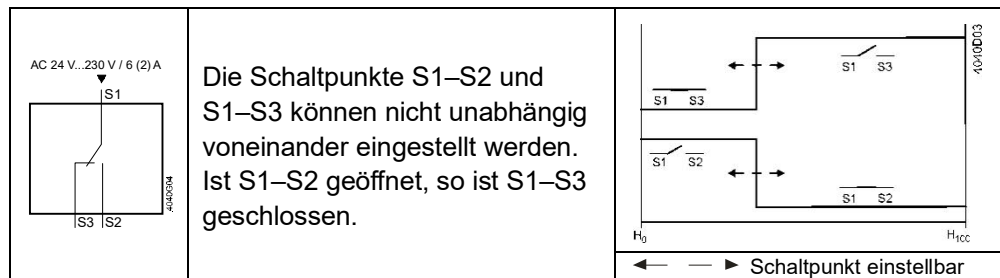 AC 24 V...230 V / 6 (2) A
S1
S3 S2
4040G04
Die Schaltpunkte S1–S2 und
S1–S3 können nicht unabhängig
voneinander eingestellt werden.
Ist S1–S2 geöffnet, so ist S1–S3
geschlossen.
4040D03
S1 S3
S1 S3
S1 S2
S1 S2
H0 H100
Schaltpunkt einstellbar